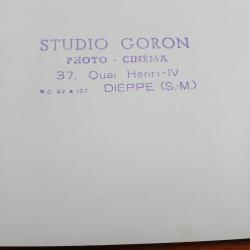 STUDIO GORON
PHOTO - CINÉMA
37, Quai Henri-IV
R.C. 62 A 127 DIEPPE (S.-M.)